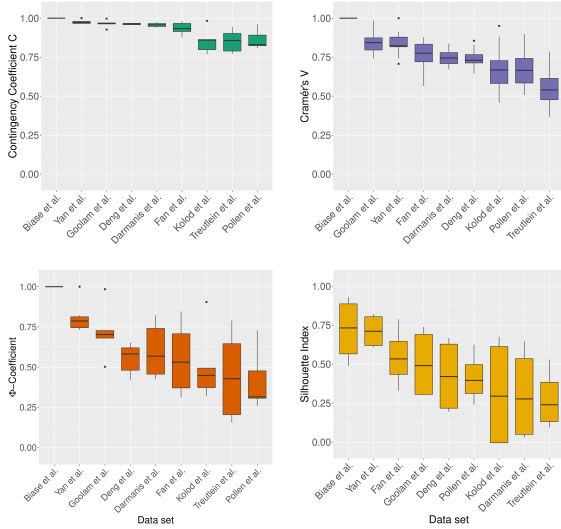 Contingency Coefficient C
1.00
0.75
0.50
0.25
0.00
Biase et al.
Yan et al.
Goolam et al.
Deng et al.
Darmanis et al.
Fan et al.
Kolod et al.
Treutlein et al.
Pollen et al.
Cramér's V
1.00
0.75
0.50
0.25
0.00
Biase et al.
Goolam et al.
Yan et al.
Fan et al.
Darmanis et al.
Deng et al.
Kolod et al.
Pollen et al.
Treutlein et al.
Φ−Coefficient
1.00
0.75
0.50
0.25
0.00
Biase et al.
Yan et al.
Goolam et al.
Deng et al.
Darmanis et al.
Fan et al.
Kolod et al.
Treutlein et al.
Pollen et al.
Data set
Silhouette Index
1.00
0.75
0.50
0.25
0.00
Biase et al.
Yan et al.
Fan et al.
Goolam et al.
Deng et al.
Pollen et al.
Kolod et al.
Darmanis et al.
Treutlein et al.
Data set